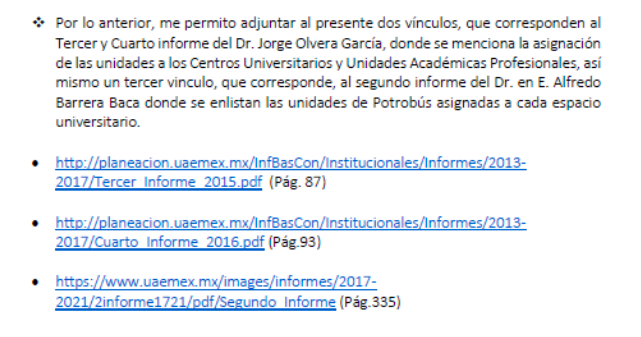 ❖ Por lo anterior, me permito adjuntar al presente dos vínculos, que corresponden al
Tercer y Cuarto informe del Dr. Jorge Olvera García, donde se menciona la asignación
de las unidades a los Centros Universitarios y Unidades Académicas Profesionales, así
mismo un tercer vinculo, que corresponde, al segundo informe del Dr. en E. Alfredo
Barrera Baca donde se enlistan las unidades de Potrobús asignadas a cada espacio
universitario.
• http://planeacion.uaemex.mx/InfBasCon/Institucionales/Informes/2013-
2017/Tercer_Informe_2015.pdf (Pág. 87)
• http://planeacion.uaemex.mx/InfBasCon/Institucionales/Informes/2013-
2017/Cuarto_Informe_2016.pdf (Pág.93)
• https://www.uaemex.mx/images/informes/2017-
2021/2informe1721/pdf/Segundo_Informe (Pág.335)